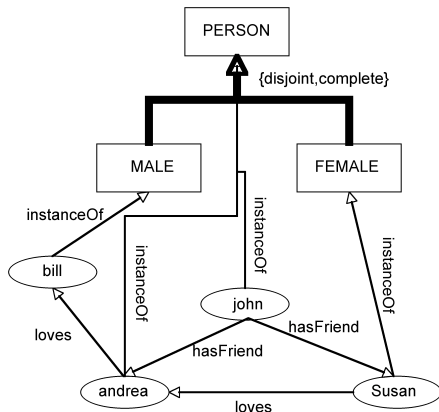 PERSON
{disjoint,complete}
MALE
FEMALE
instanceOf
instanceOf
instanceOf
instanceOf
bill
john
loves
hasFriend
hasFriend
andrea
Susan
loves